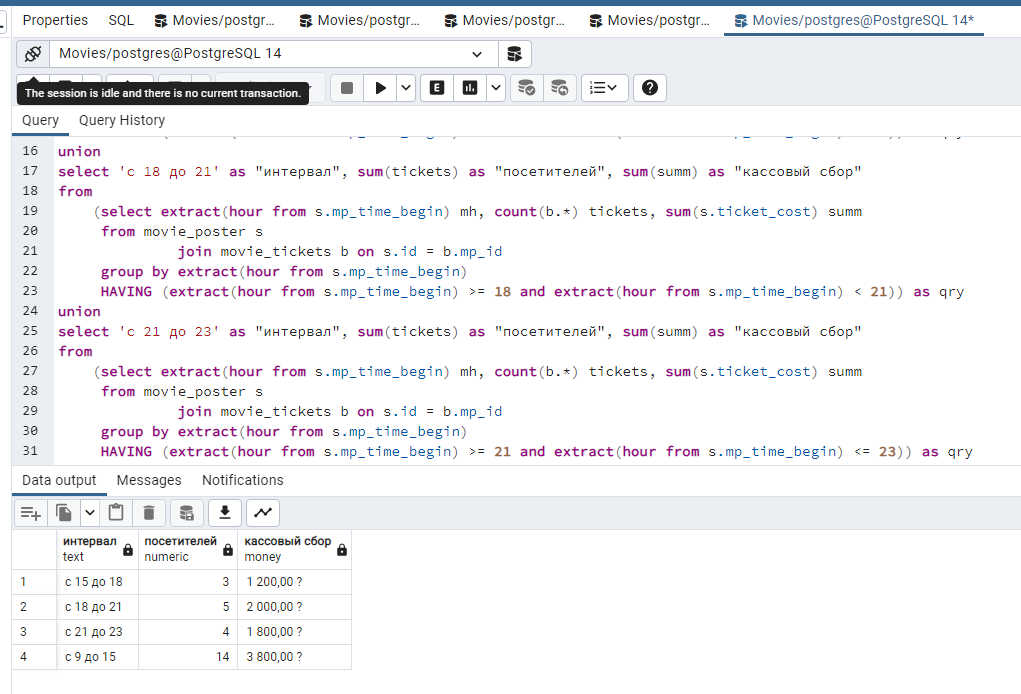 Properties SQL Movies/postgr... Movies/postgr... Movies/postgr... Movies/postgr... Movies/postgres@PostgreSQL 14*
Movies/postgres@PostgreSQL 14
The session is idle and there is no current transaction.
Query Query History
16 union
17 select 'с 18 до 21' as "интервал", sum(tickets) as "посетителей", sum(summ) as "кассовый сбор"
18 from
19 (select extract(hour from s.mp_time_begin) mh, count(b.*) tickets, sum(s.ticket_cost) summ
20 from movie_poster s
21 join movie_tickets b on s.id = b.mp_id
22 group by extract(hour from s.mp_time_begin)
23 HAVING (extract(hour from s.mp_time_begin) >= 18 and extract(hour from s.mp_time_begin) < 21)) as qry
24 union
25 select 'с 21 до 23' as "интервал", sum(tickets) as "посетителей", sum(summ) as "кассовый сбор"
26 from
27 (select extract(hour from s.mp_time_begin) mh, count(b.*) tickets, sum(s.ticket_cost) summ
28 from movie_poster s
29 join movie_tickets b on s.id = b.mp_id
30 group by extract(hour from s.mp_time_begin)
31 HAVING (extract(hour from s.mp_time_begin) >= 21 and extract(hour from s.mp_time_begin) <= 23)) as qry
Data output Messages Notifications
интервал посетителей кассовый сбор
text numeric money
1 с 15 до 18 3 1 200,00 ?
2 с 18 до 21 5 2 000,00 ?
3 с 21 до 23 4 1 800,00 ?
4 с 9 до 15 14 3 800,00 ?